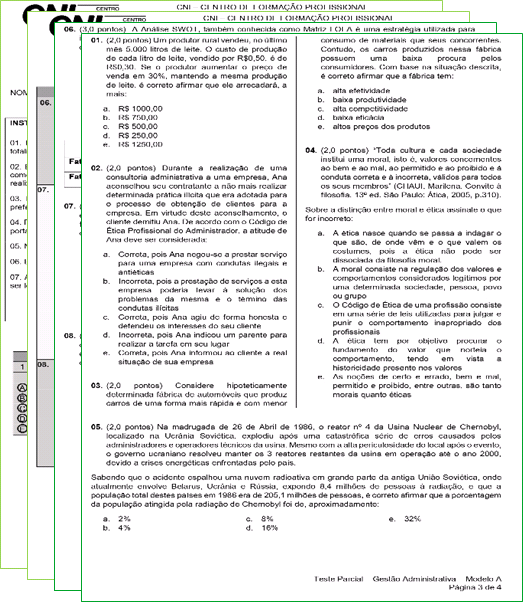 CNI - CENTRO DE FORMAÇÃO PROFISSIONAL
CENTRO
CNI - CENTRO DE FORMAÇÃO PROFISSIONAL
CENTRO
06. (3,0 pontos) A Análise SWOT, também conhecida como Matriz FOFA é uma estratégia utilizada para
NOM
INST
01.
02.
03.
04.
05.
06.
07.
1
A
B
C
D
E
06.
07.
08.
Fat
Fat
07.
08.
01. (2,0 pontos) Um produtor rural vendeu, no último
mês 5.000 litros de leite. O custo de produção
de cada litro de leite, vendido por R$0,50, é de
R$0,30. Se o produtor aumentar o preço de
venda em 30%, mantendo a mesma produção
de leite. é correto afirmar que ele arrecadará, a
mais:
a. R$ 1000,00
b. R$ 750,00
c. R$ 500,00
d. R$ 250,00
e. R$ 1250,00
02. (2,0 pontos) Durante a realização de uma
consultoria administrativa a uma empresa, Ana
aconselhou seu contratante a não mais realizar
determinada prática ilícita que era adotada para
o processo de obtenção de clientes para a
empresa. Em virtude deste aconselhamento, o
cliente demitiu Ana. De acordo com o Código de
Ética Profissional do Administrador, a atitude de
Ana deve ser considerada:
a. Correta, pois Ana negou-se a prestar serviço
para uma empresa com condutas ilegais e
antiéticas
b. Incorreta, pois a prestação de serviços a esta
empresa poderia levar à solução dos
problemas da mesma e o término das
condutas ilícitas
c. Correta, pois Ana agiu de forma honesta e
defendeu os interesses do seu cliente
d. Incorreta, pois Ana indicou um parente para
realizar a tarefa em seu lugar
e. Correta, pois Ana informou ao cliente a real
situação de sua empresa
03. (2,0 pontos) Considere hipoteticamente
determinada fábrica de automóveis que produz
carros de uma forma mais rápida e com menor
consumo de materiais que seus concorrentes.
Contudo, os carros produzidos nessa fábrica
possuem uma baixa procura pelos
consumidores. Com base na situação descrita,
é correto afirmar que a fábrica tem:
a. alta efetividade
b. baixa produtividade
c. alta competitividade
d. baixa eficácia
e. altos preços dos produtos
04. (2,0 pontos) "Toda cultura e cada sociedade
institui uma moral, isto é, valores concernentes
ao bem e ao mal, ao permitido e ao proibido e à
conduta correta e à incorreta, válidos para todos
os seus membros" (CHAUI, Marilena. Convite à
filosofia. 13ª ed. São Paulo: Ática, 2005, p.310).
Sobre a distinção entre moral e ética assinale o que
for incorreto:
a. A ética nasce quando se passa a indagar o
que são, de onde vêm e o que valem os
costumes, pois a ética não pode ser
dissociada da filosofia moral.
b. A moral consiste na regulação dos valores e
comportamentos considerados legítimos por
uma determinada sociedade, pessoa, povo
ou grupo
c. O Código de Ética de uma profissão consiste
em uma série de leis utilizadas para julgar e
punir o comportamento inapropriado dos
profissionais
d. A ética tem por objetivo procurar o
fundamento do valor que norteia o
comportamento, tendo em vista a
historicidade presente nos valores
e. As noções de certo e errado, bem e mal,
permitido e proibido, entre outras. são tanto
morais quanto éticas
05. (2,0 pontos) Na madrugada de 26 de Abril de 1986, o reator nº 4 da Usina Nuclear de Chernobyl,
localizado na Ucrânia Soviética, explodiu após uma catastrófica série de erros causados pelos
administradores e operadores técnicos da usina. Mesmo com a alta periculosidade do local após o evento,
o governo ucraniano resolveu manter os 3 reatores restantes da usina em operação até o ano 2000,
devido a crises energéticas enfrentadas pelo país.
Sabendo que o acidente espalhou uma nuvem radioativa em grande parte da antiga União Soviética, onde
atualmente envolve Belarus, Ucrânia e Rússia, expondo 8,4 milhões de pessoas à radiação, e que a
população total destes países em 1986 era de 205,1 milhões de pessoas, é correto afirmar que a porcentagem
da população atingida pela radiação de Chernobyl foi de, aproximadamente:
a. 2% c. 8% e. 32%
b. 4% d. 16%
Teste Parcial Gestão Administrativa Modelo A
Página 3 de 4